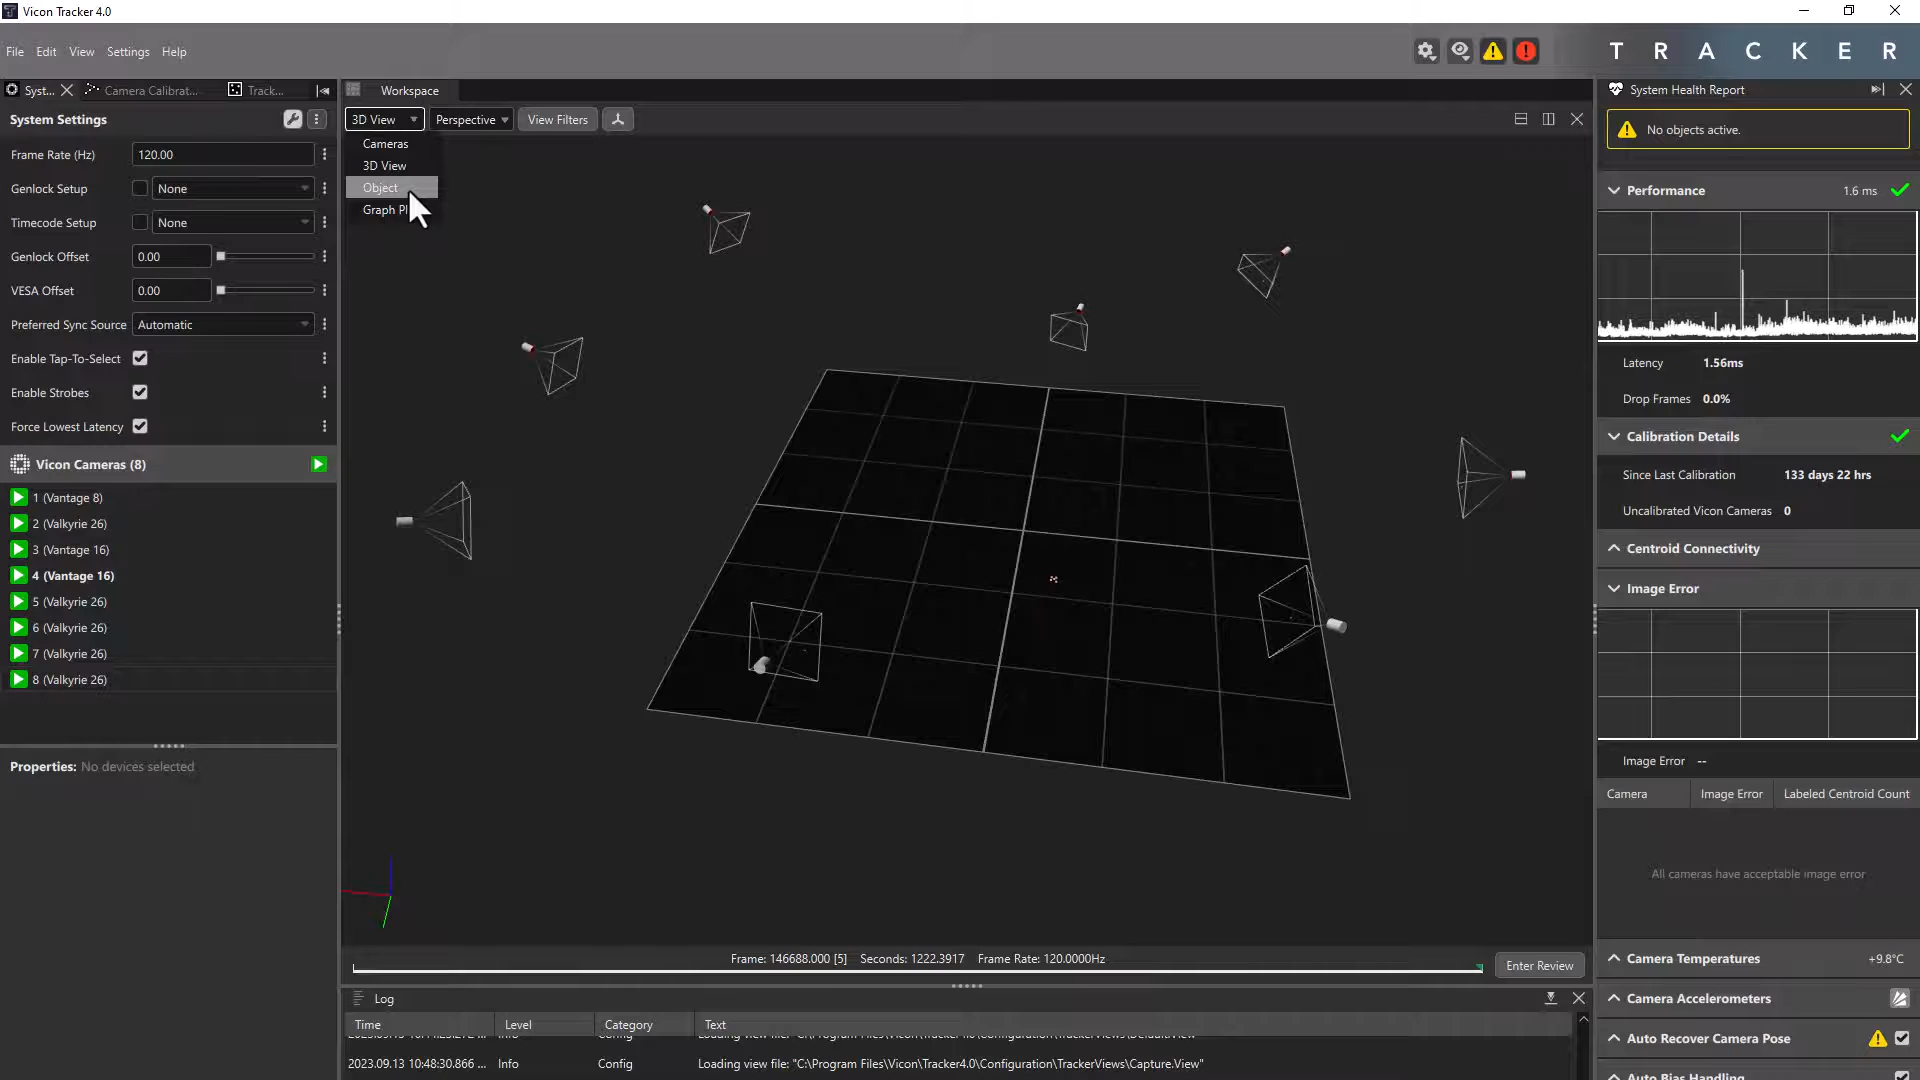 Vicon Tracker 4.0
File Edit View Settings Help
T R A C K E R
Syst... Camera Calibrat... Track...
Workspace
System Health Report
System Settings
3D View Perspective View Filters
Cameras
3D View
Object
Graph Pl
No objects active.
Frame Rate (Hz) 120.00
Genlock Setup None
Timecode Setup None
Genlock Offset 0.00
VESA Offset 0.00
Preferred Sync Source Automatic
Enable Tap-To-Select
Enable Strobes
Force Lowest Latency
Vicon Cameras (8)
1 (Vantage 8)
2 (Valkyrie 26)
3 (Vantage 16)
4 (Vantage 16)
5 (Valkyrie 26)
6 (Valkyrie 26)
7 (Valkyrie 26)
8 (Valkyrie 26)
Properties: No devices selected
Performance 1.6 ms
Latency 1.56ms
Drop Frames 0.0%
Calibration Details
Since Last Calibration 133 days 22 hrs
Uncalibrated Vicon Cameras 0
Centroid Connectivity
Image Error
Image Error --
Camera Image Error Labeled Centroid Count
All cameras have acceptable image error
Camera Temperatures +9.8°C
Camera Accelerometers
Auto Recover Camera Pose
Auto Bias Handling
Frame: 146688.000 [5] Seconds: 1222.3917 Frame Rate: 120.0000Hz
Enter Review
Log
Time Level Category Text
2023.09.13 10:48:30.866 ... Info Config Loading view file: "C:\Program Files\Vicon\Tracker4.0\Configuration\TrackerViews\Capture.View"